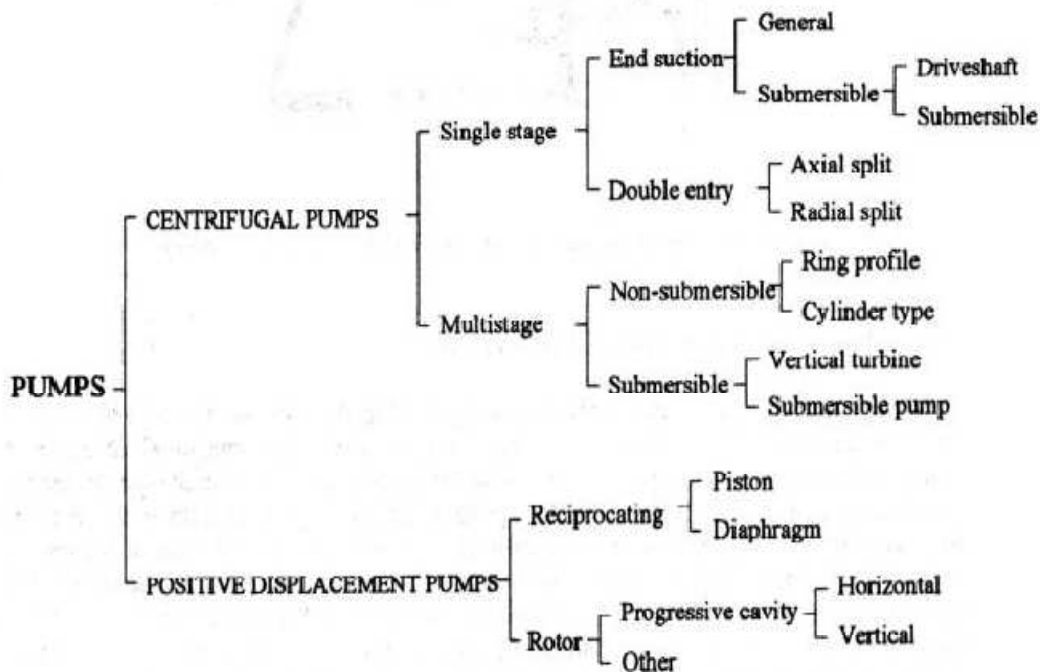 General
End suction
Driveshaft
Submersible
Submersible
Single stage
Axial split
Double entry
Radial split
CENTRIFUGAL PUMPS
Ring profile
Non-submersible
Cylinder type
Multistage
Vertical turbine
Submersible
Submersible pump
PUMPS
Piston
Reciprocating
Diaphragm
POSITIVE DISPLACEMENT PUMPS
Horizontal
Progressive cavity
Vertical
Rotor
Other